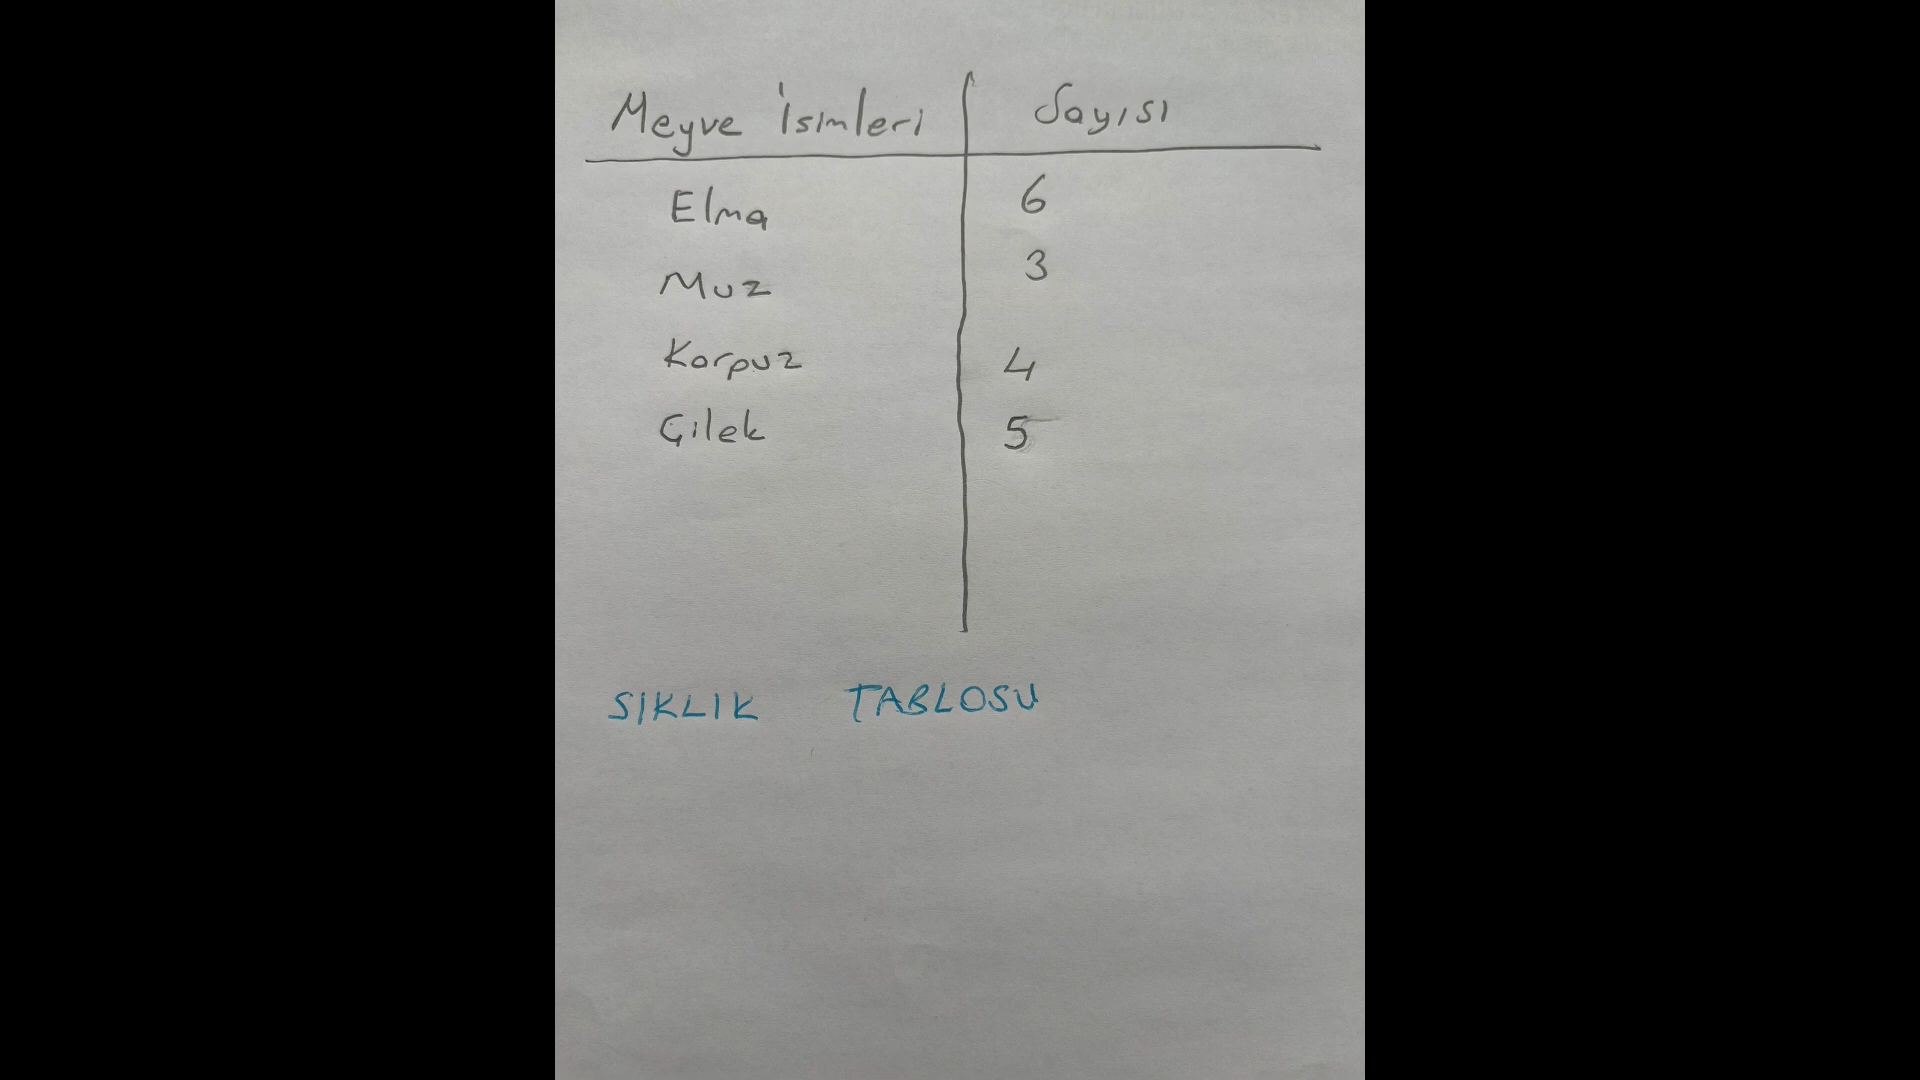 Meyve İsimleri Sayısı
Elma 6
Muz 3
Karpuz 4
Çilek 5
SIKLIK TABLOSU